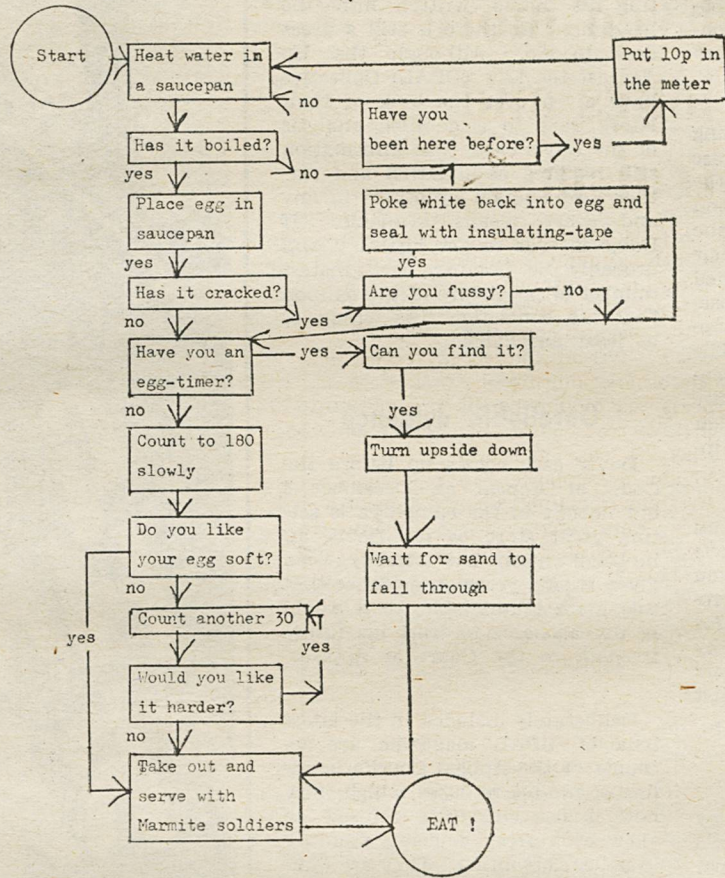 Start
Heat water in
a saucepan
Put 10p in
the meter
no
Have you
been here before?
yes
Has it boiled?
no
yes
Place egg in
saucepan
Poke white back into egg and
seal with insulating-tape
yes
yes
Has it cracked?
yes
Are you fussy?
no
no
Have you an
egg-timer?
yes
Can you find it?
no
yes
Count to 180
slowly
Turn upside down
Do you like
your egg soft?
Wait for sand to
fall through
no
yes
Count another 30
yes
Would you like
it harder?
no
Take out and
serve with
Marmite soldiers
EAT !